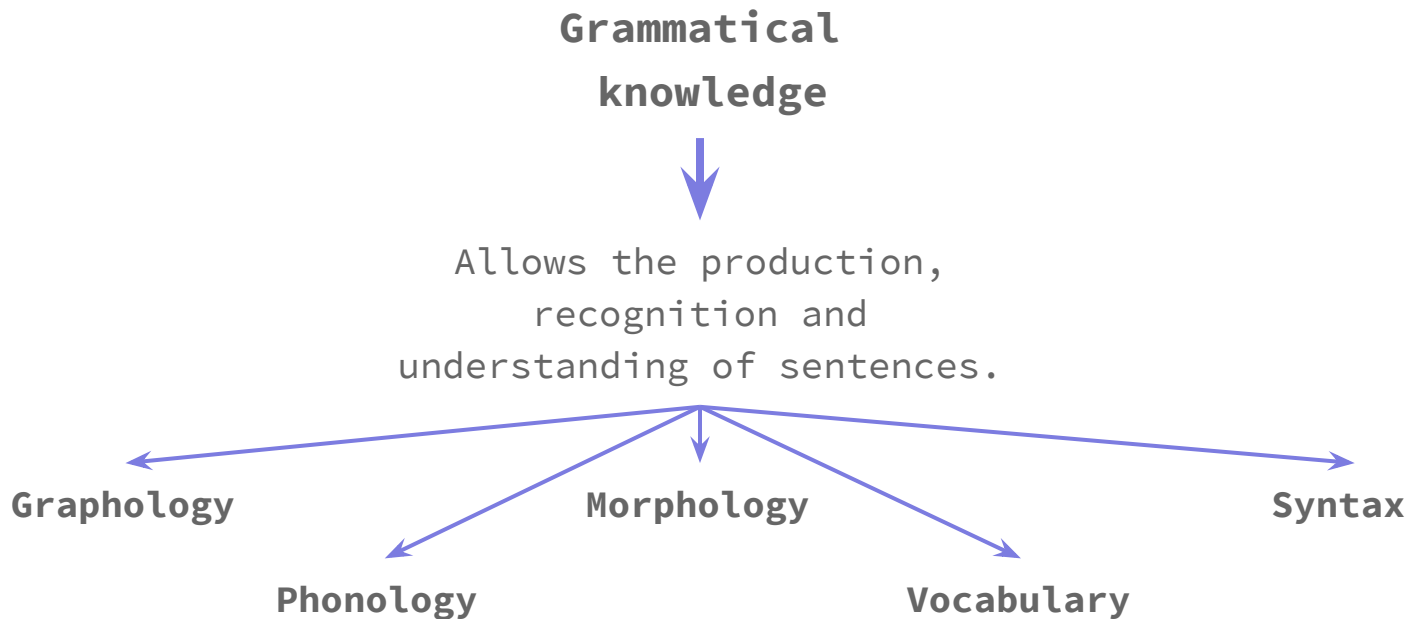 Grammatical
knowledge
Allows the production,
recognition and
understanding of sentences.
Graphology
Morphology
Syntax
Phonology
Vocabulary